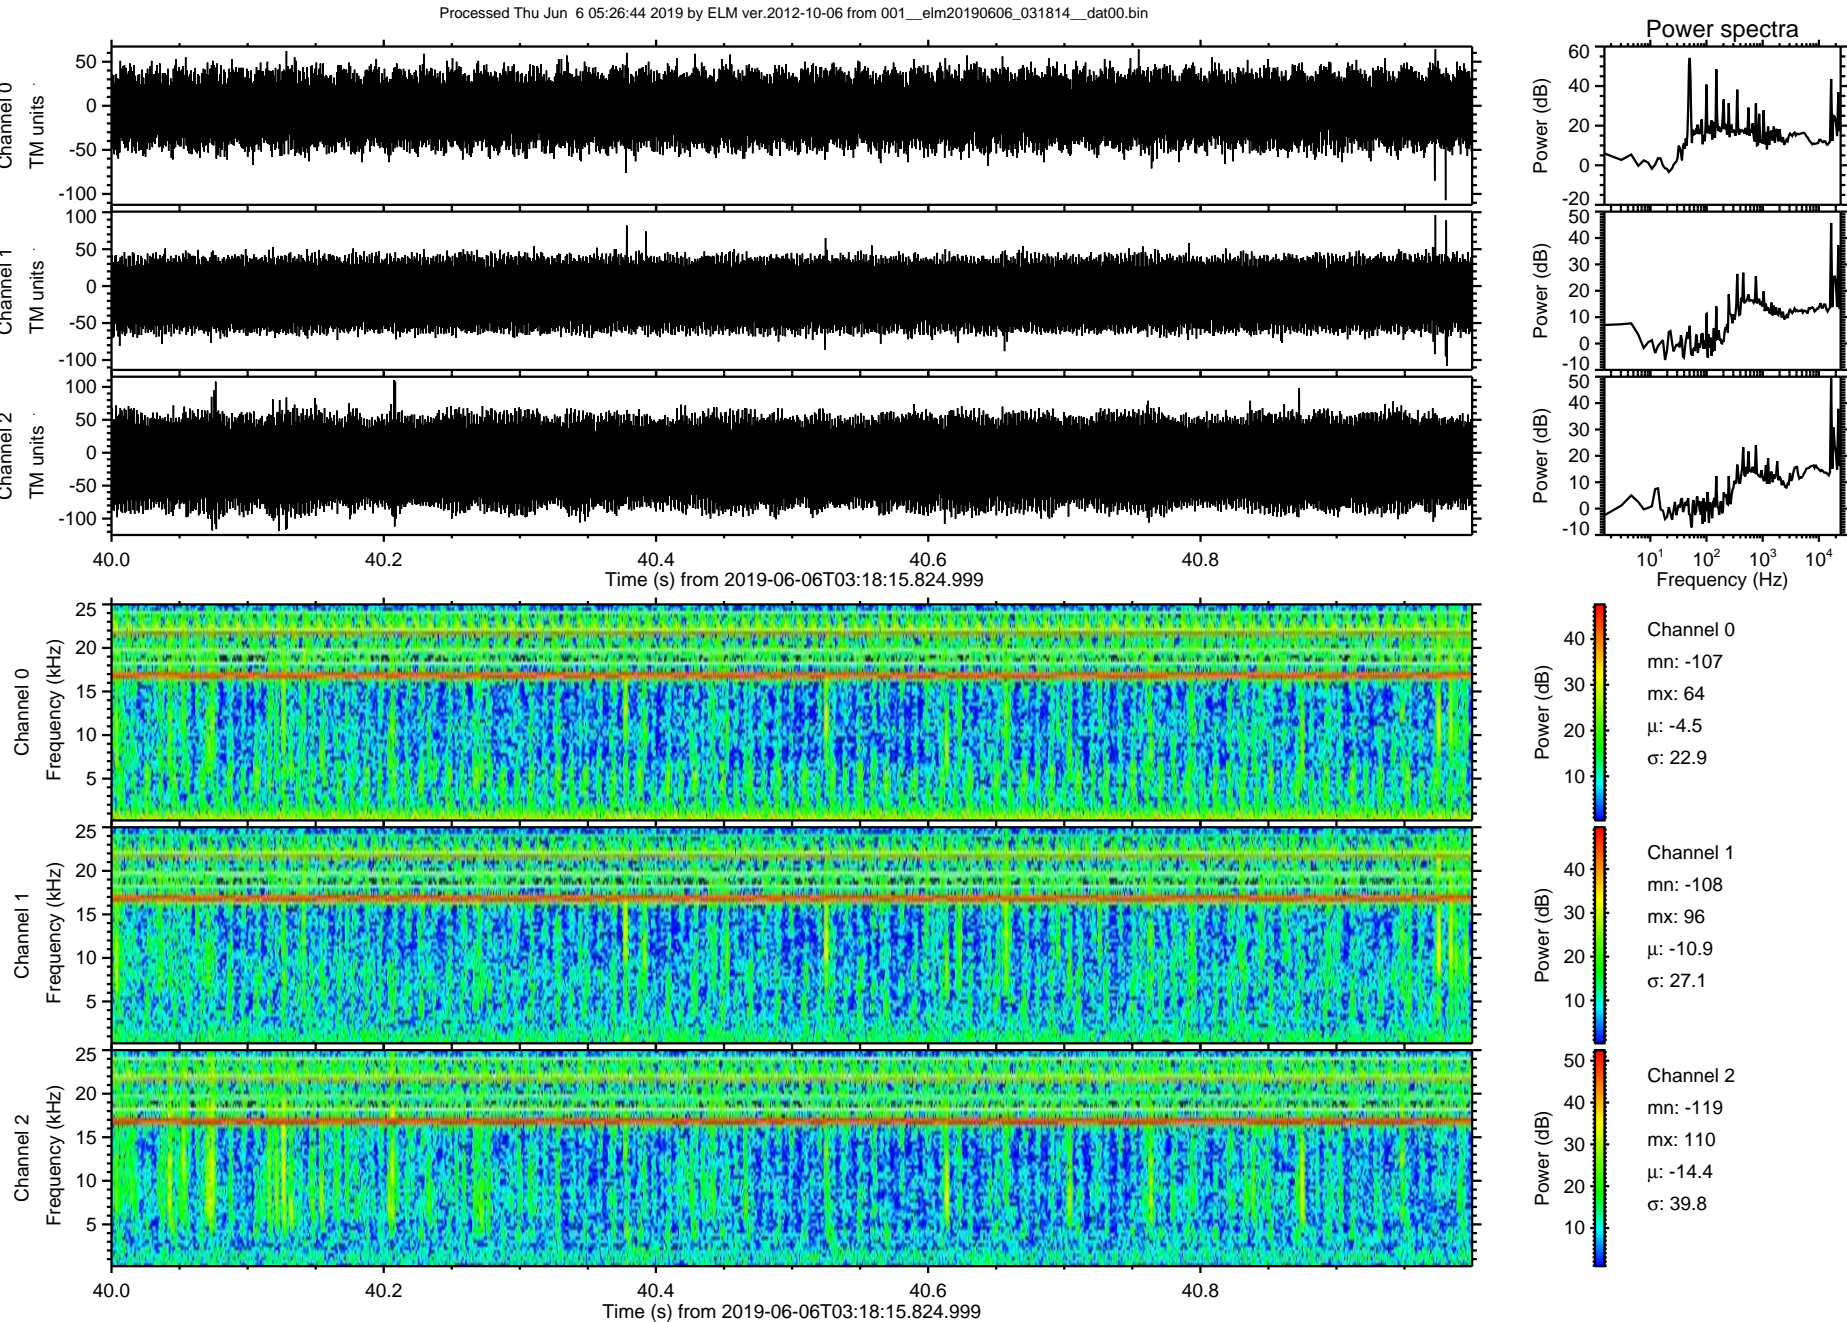 Processed Thu Jun  6 05:26:44 2019 by ELM ver.2012-10-06 from 001__elm20190606_031814__dat00.bin
Power spectra
Channel 0
TM units
50
0
-50
-100
Power (dB)
60
40
20
0
-20
Channel 1
TM units
100
50
0
-50
-100
Power (dB)
50
40
30
20
10
0
-10
Channel 2
TM units
100
50
0
-50
-100
Power (dB)
50
40
30
20
10
0
-10
40.0 40.2 40.4 40.6 40.8
Time (s) from 2019-06-06T03:18:15.824.999
10¹ 10² 10³ 10⁴
Frequency (Hz)
Channel 0
Frequency (kHz)
25
20
15
10
5
Power (dB)
40
30
20
10
Channel 0
mn: -107
mx: 64
µ: -4.5
σ: 22.9
Channel 1
Frequency (kHz)
25
20
15
10
5
Power (dB)
40
30
20
10
Channel 1
mn: -108
mx: 96
µ: -10.9
σ: 27.1
Channel 2
Frequency (kHz)
25
20
15
10
5
Power (dB)
50
40
30
20
10
Channel 2
mn: -119
mx: 110
µ: -14.4
σ: 39.8
40.0 40.2 40.4 40.6 40.8
Time (s) from 2019-06-06T03:18:15.824.999